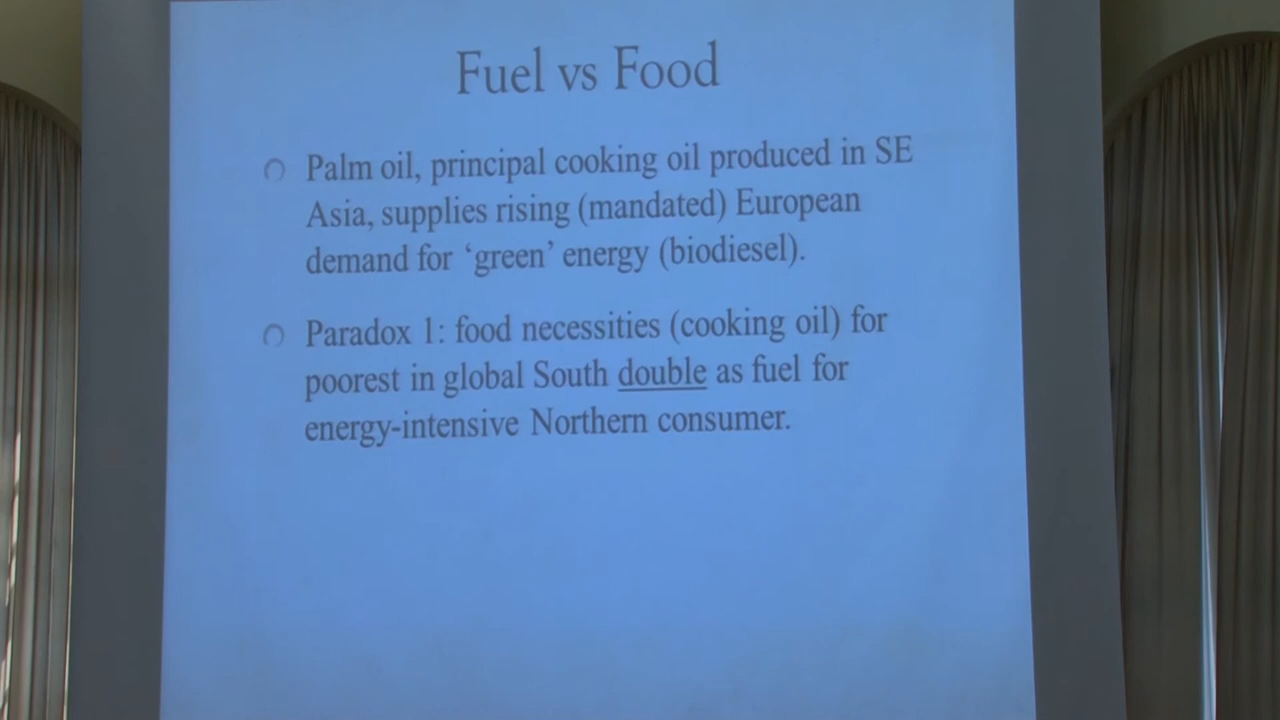 Fuel vs Food
Palm oil, principal cooking oil produced in SE
Asia, supplies rising (mandated) European
demand for ‘green’ energy (biodiesel).
Paradox 1: food necessities (cooking oil) for
poorest in global South double as fuel for
energy-intensive Northern consumer.